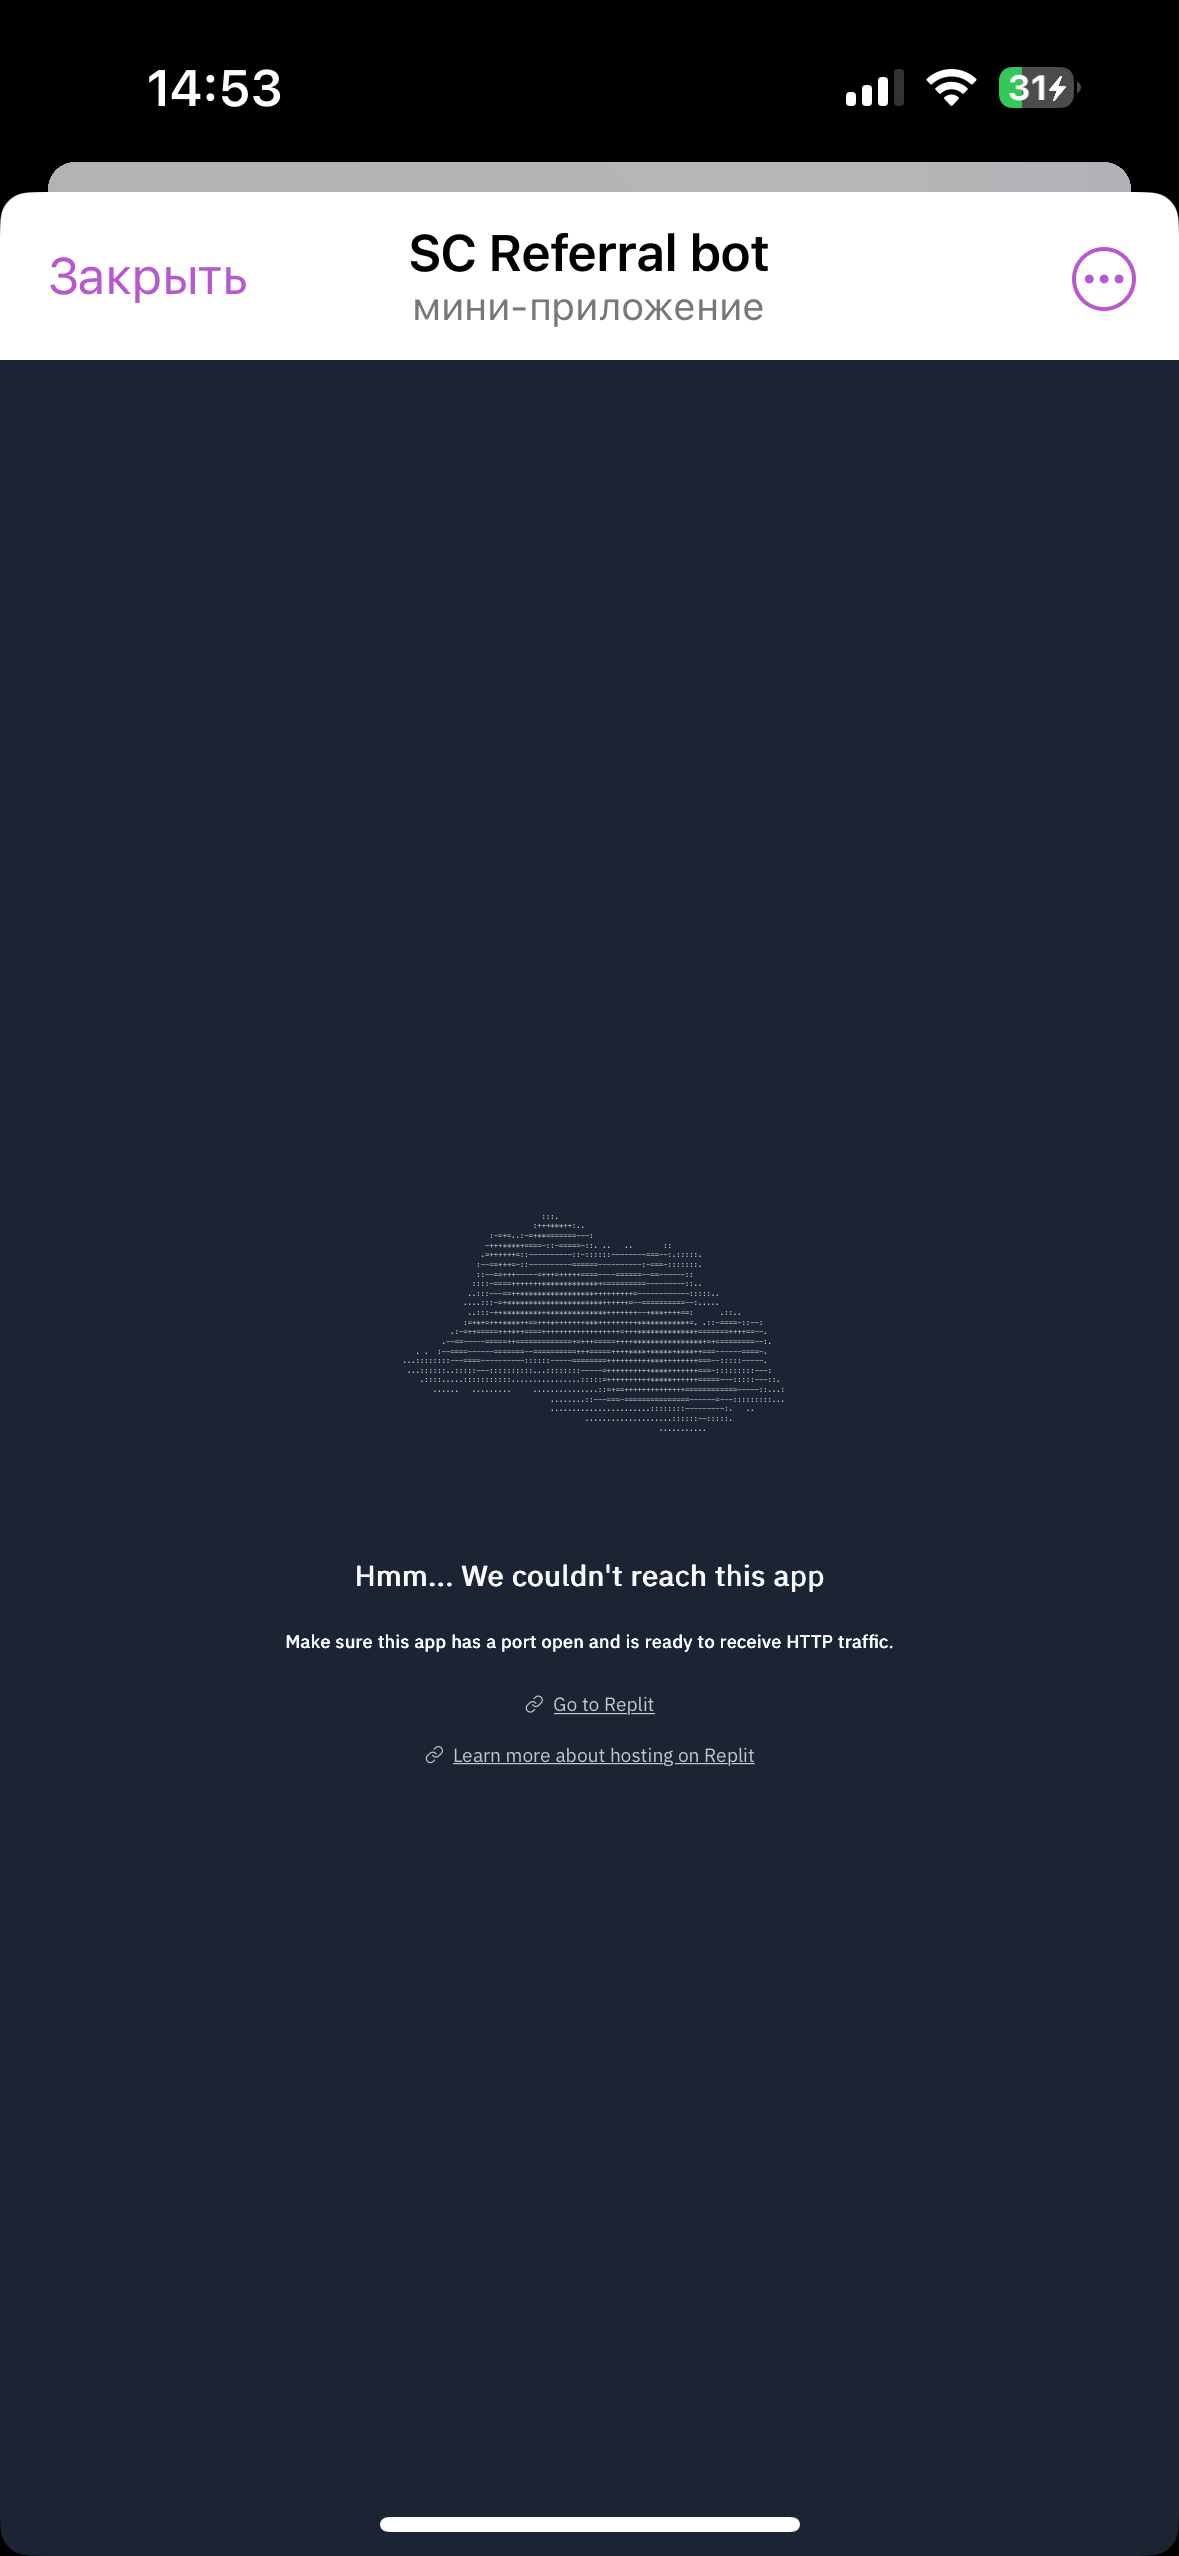 14:53
31
Закрыть
SC Referral bot
мини-приложение
Hmm... We couldn't reach this app
Make sure this app has a port open and is ready to receive HTTP traffic.
Go to Replit
Learn more about hosting on Replit